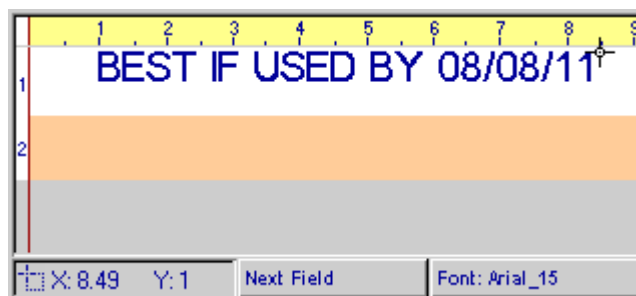 1 2 3 4 5 6 7 8 9
1
BEST IF USED BY 08/08/11
2
X: 8.49 Y: 1 Next Field Font: Arial_15